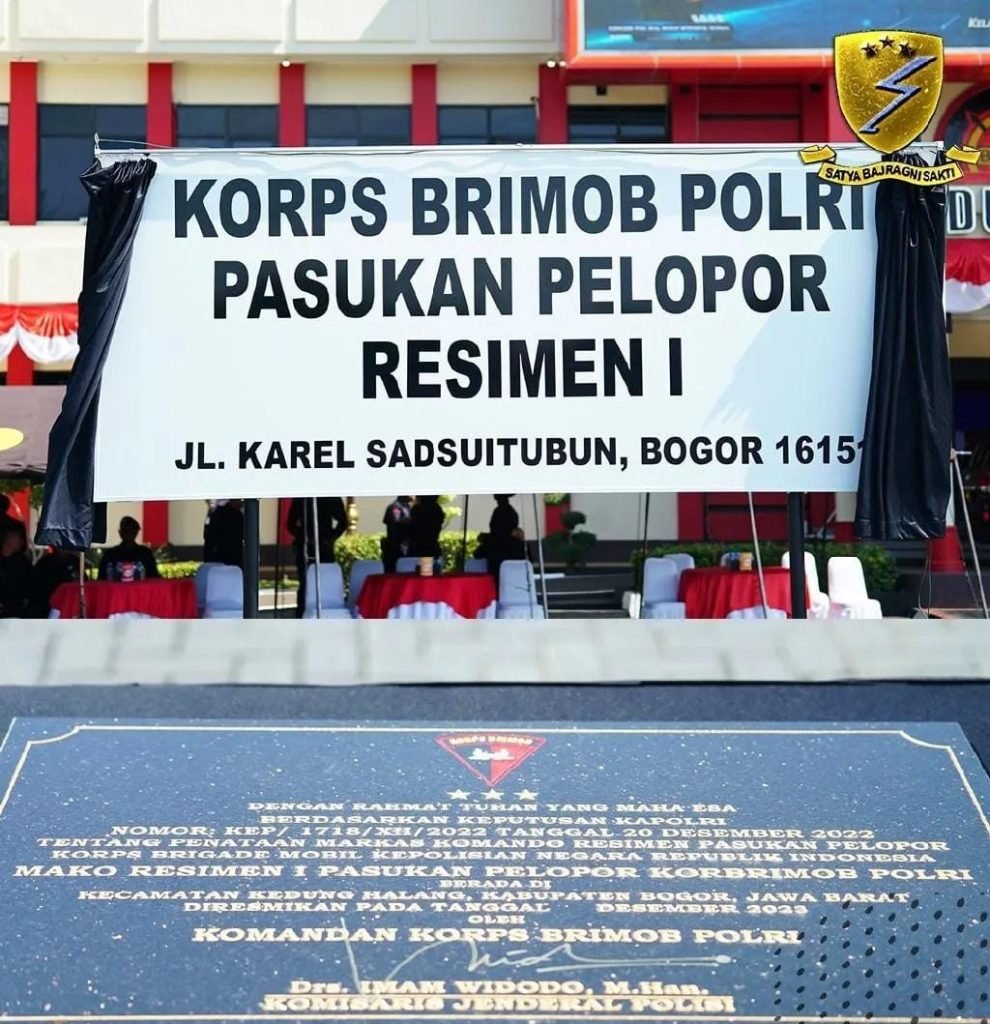 SATYA BAJRAGNI SAKTI
KORPS BRIMOB POLRI
PASUKAN PELOPOR
RESIMEN I
JL. KAREL SADSUITUBUN, BOGOR 16151
KORPS BRIMOB
DENGAN RAHMAT TUHAN YANG MAHA ESA
BERDASARKAN KEPUTUSAN KAPOLRI
NOMOR: KEP/ 1718/XII/2022 TANGGAL 20 DESEMBER 2022
TENTANG PENATAAN MARKAS KOMANDO RESIMEN PASUKAN PELOPOR
KORPS BRIGADE MOBIL KEPOLISIAN NEGARA REPUBLIK INDONESIA
MAKO RESIMEN I PASUKAN PELOPOR KORBRIMOB POLRI
BERADA DI
KECAMATAN KEDUNG HALANG, KABUPATEN BOGOR, JAWA BARAT
DIRESMIKAN PADA TANGGAL DESEMBER 2023
OLEH
KOMANDAN KORPS BRIMOB POLRI
Drs. IMAM WIDODO, M.Han.
KOMISARIS JENDERAL POLISI